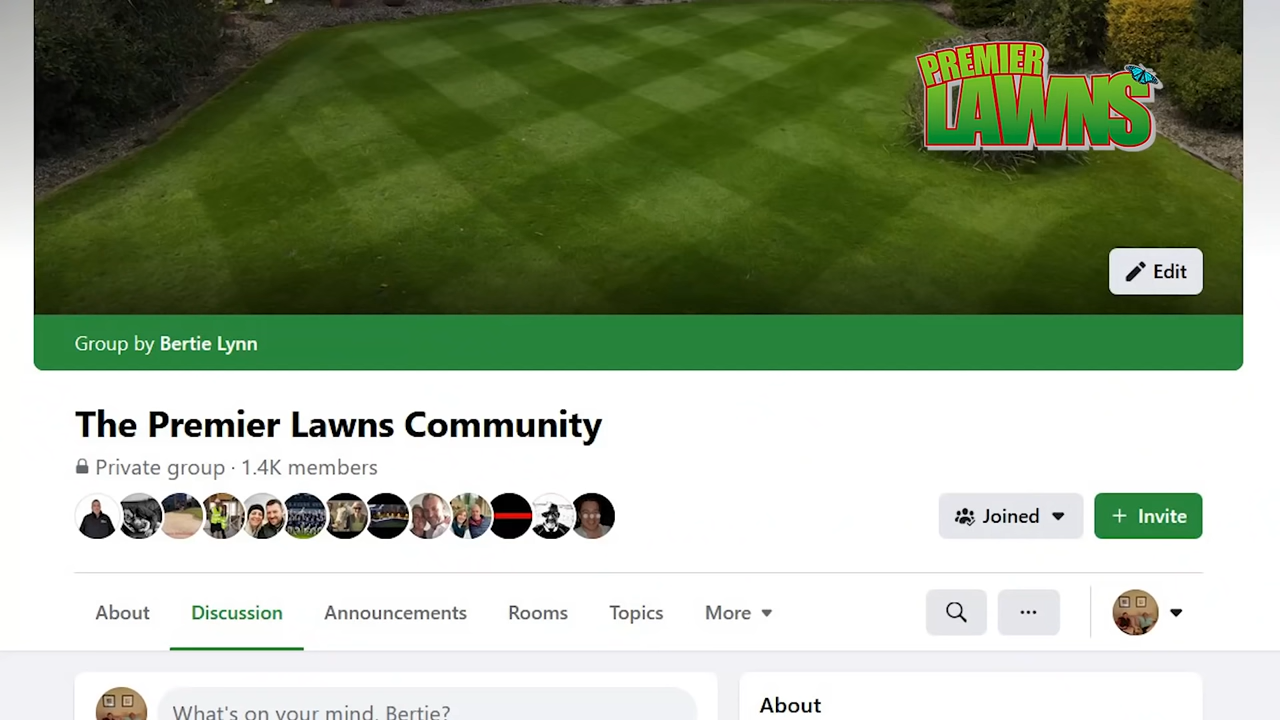 PREMIER
LAWNS
Edit
Group by Bertie Lynn
The Premier Lawns Community
Private group · 1.4K members
Joined
+ Invite
About
Discussion
Announcements
Rooms
Topics
More
What's on your mind, Bertie?
About